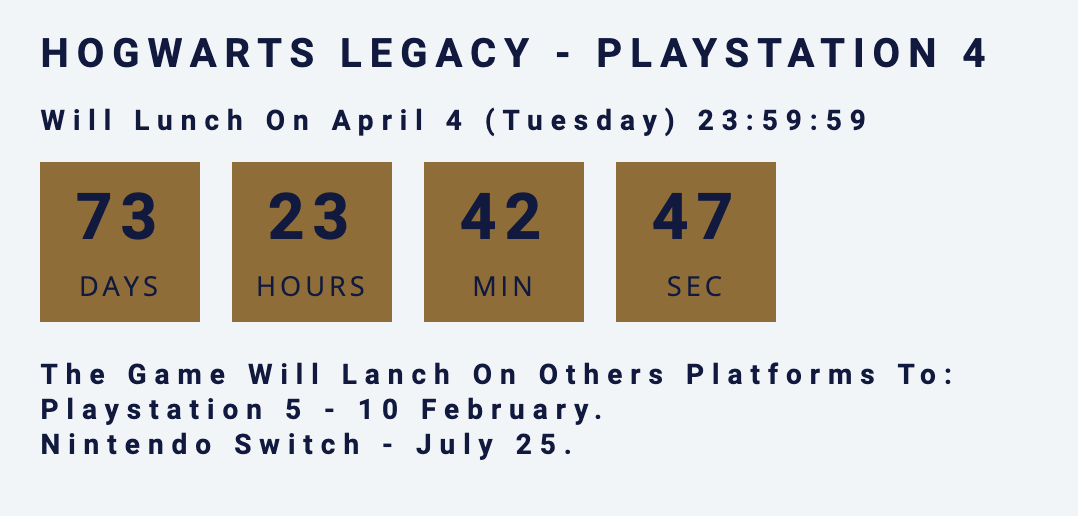 HOGWARTS LEGACY - PLAYSTATION 4
Will Lunch On April 4 (Tuesday) 23:59:59
73 23 42 47
DAYS HOURS MIN SEC
The Game Will Lanch On Others Platforms To:
Playstation 5 - 10 February.
Nintendo Switch - July 25.